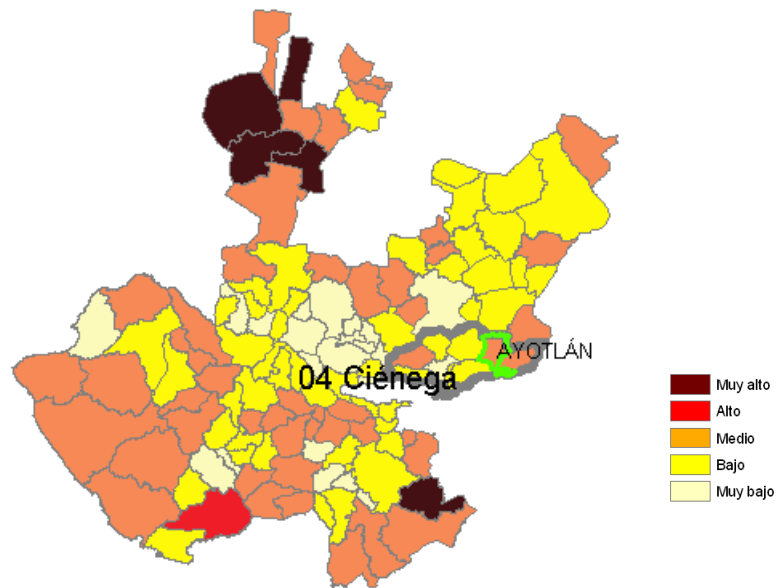 AYOTLÁN
04 Ciénega
Muy alto
Alto
Medio
Bajo
Muy bajo